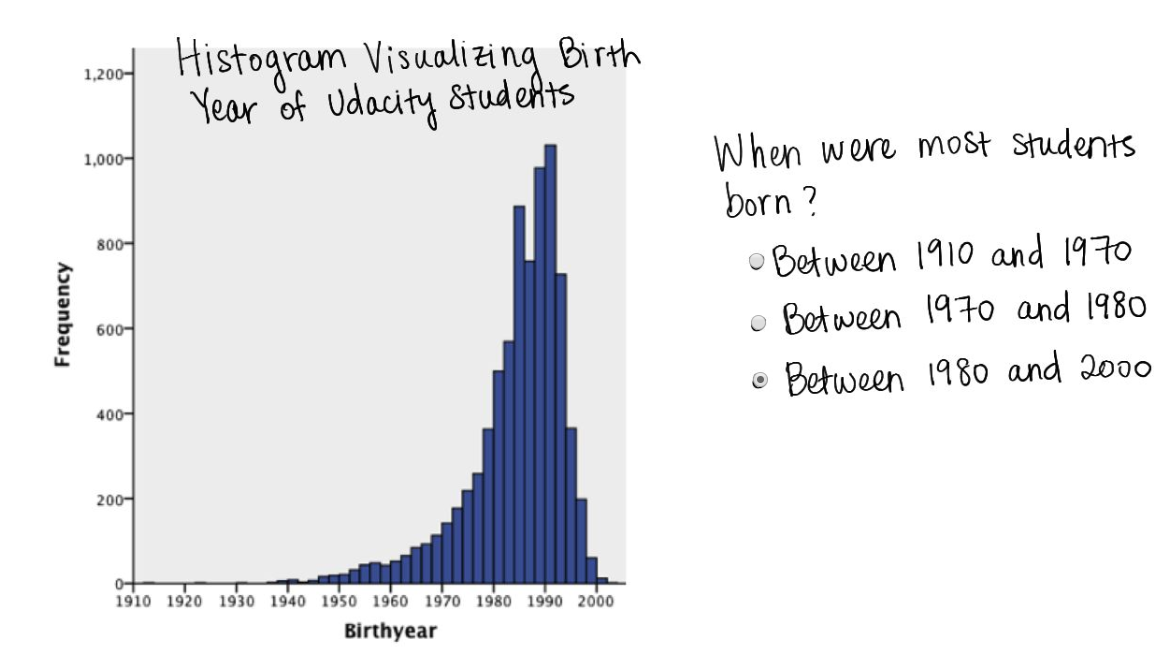 Histogram Visualizing Birth
Year of Udacity Students
1,200
1,000
800
600
400
200
0
Frequency
1910 1920 1930 1940 1950 1960 1970 1980 1990 2000
Birthyear
When were most students
born?
Between 1910 and 1970
Between 1970 and 1980
Between 1980 and 2000